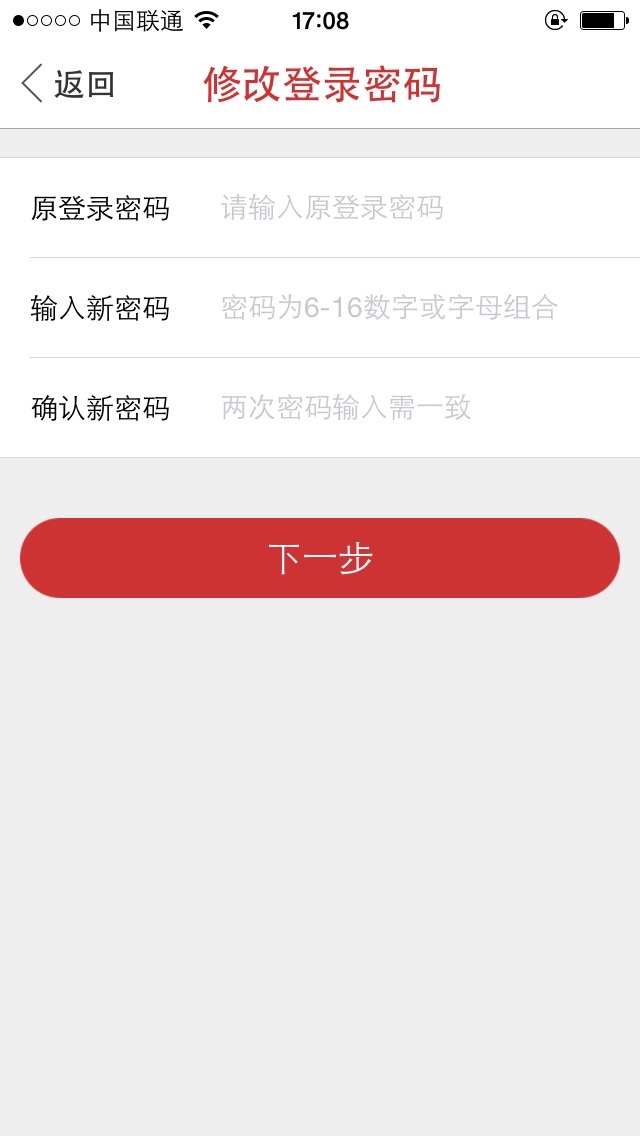 中国联通 17:08
返回 修改登录密码
原登录密码 请输入原登录密码
输入新密码 密码为6-16数字或字母组合
确认新密码 两次密码输入需一致
下一步